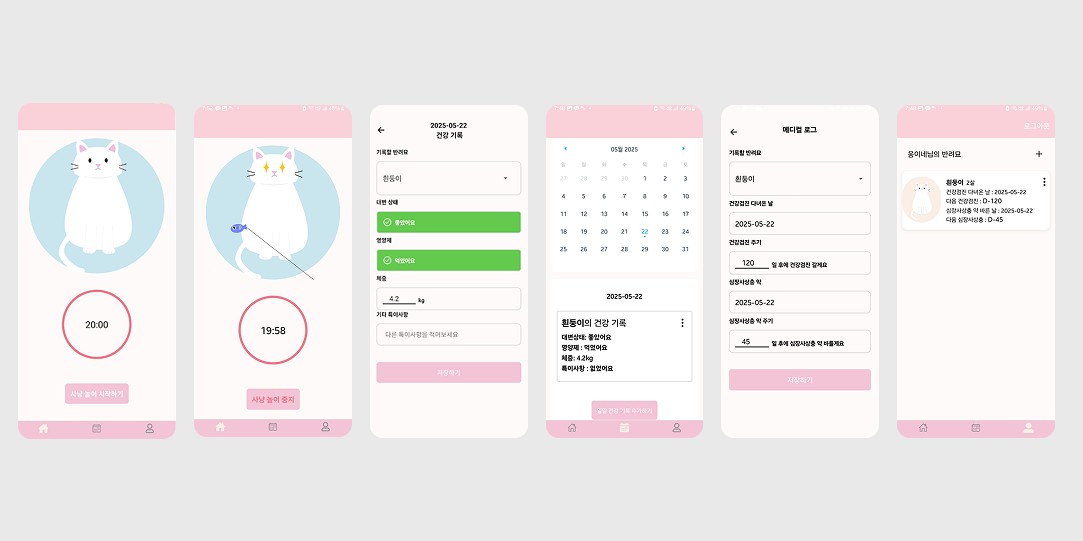 20:00
사냥 놀이 시작하기
19:58
사냥 놀이 중지
2025-05-22
건강 기록
기록할 반려묘
흰둥이
대변 상태
좋았어요
영양제
먹었어요
체중
4.2 kg
기타 특이사항
다른 특이사항을 적어보세요
저장하기
05월 2025
일 월 화 수 목 금 토
27 28 29 30 1 2 3
4 5 6 7 8 9 10
11 12 13 14 15 16 17
18 19 20 21 22 23 24
25 26 27 28 29 30 31
2025-05-22
흰둥이의 건강 기록
대변상태: 좋았어요
영양제 : 먹었어요
체중: 4.2kg
특이사항 : 없었어요
일일 건강 기록 추가하기
메디컬 로그
기록할 반려묘
흰둥이
건강검진 다녀온 날
2025-05-22
건강검진 주기
120 일 후에 건강검진 갈게요
심장사상충 약
2025-05-22
심장사상충 약 주기
45 일 후에 심장사상충 약 바를게요
저장하기
로그아웃
웅이네님의 반려묘
흰둥이 2살
건강검진 다녀온 날 : 2025-05-22
다음 건강검진 : D-120
심장사상충 약 바른 날 : 2025-05-22
다음 심장사상충 : D-45